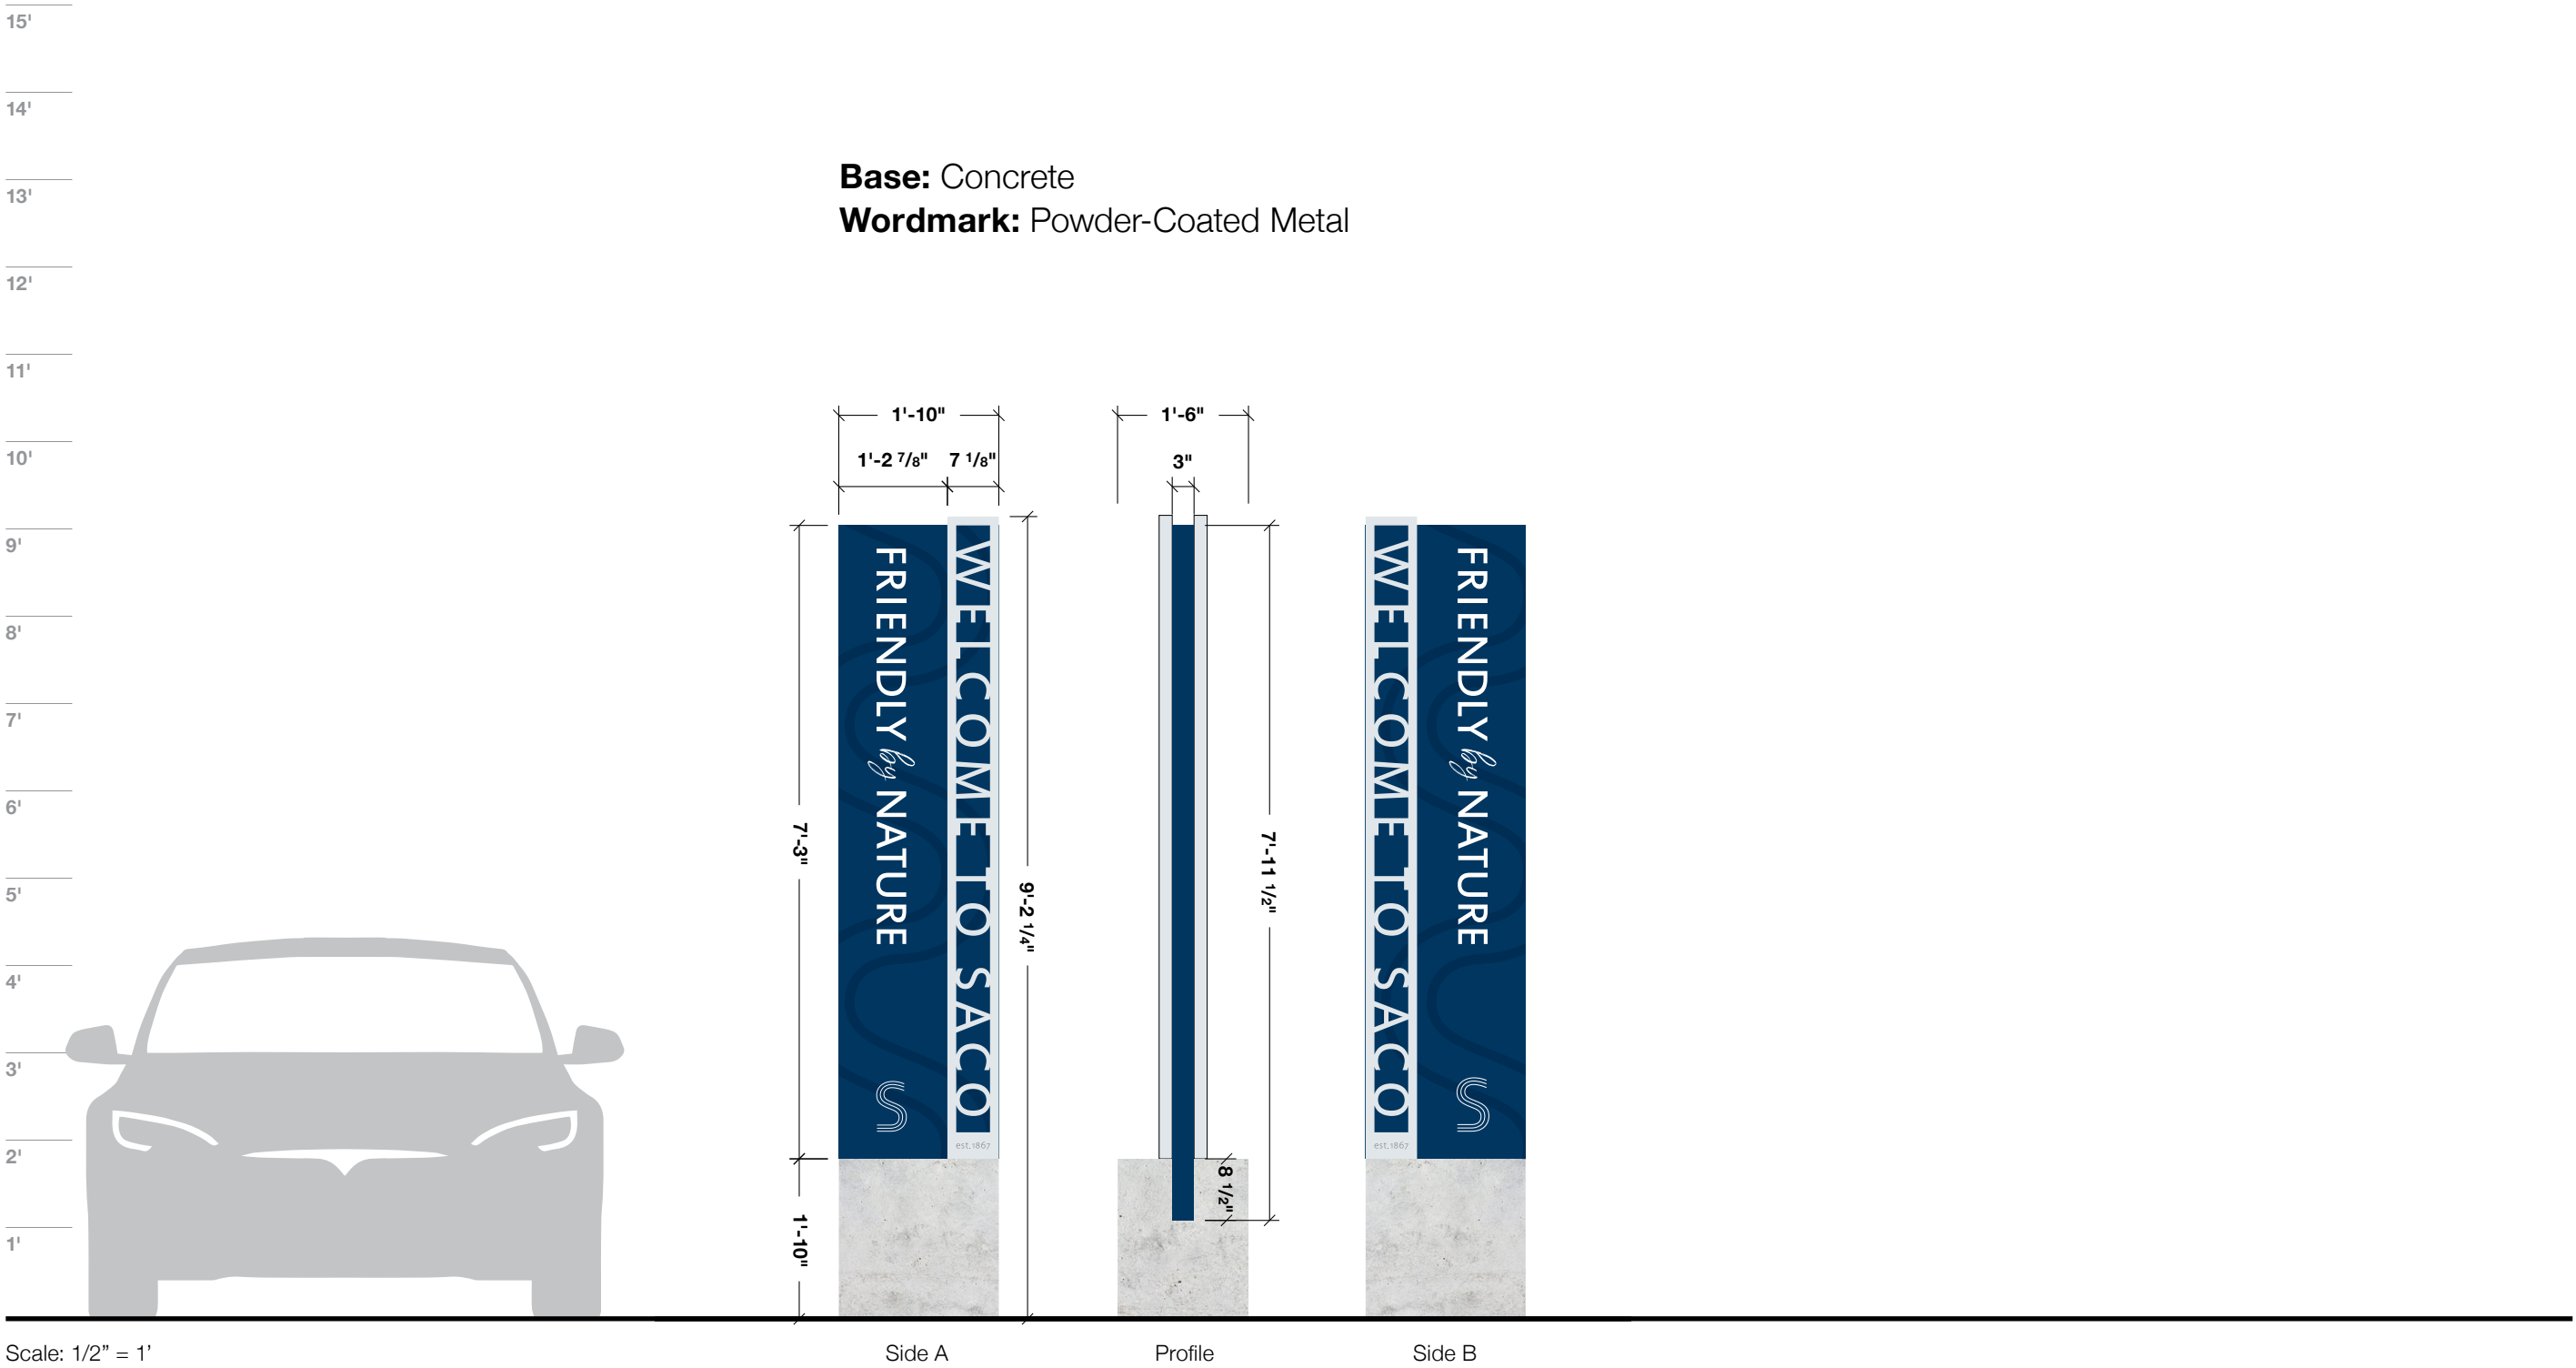 15'
14'
13'
12'
11'
10'
9'
8'
7'
6'
5'
4'
3'
2'
1'
Base: Concrete
Wordmark: Powder-Coated Metal
1'-10"
1'-2 7/8" 7 1/8"
7'-3"
1'-10"
9'-2 1/4"
FRIENDLY by NATURE
S
WELCOME TO SACO
est. 1867
1'-6"
3"
7'-11 1/2"
8 1/2"
WELCOME TO SACO
est. 1867
FRIENDLY by NATURE
S
Scale: 1/2” = 1’
Side A
Profile
Side B